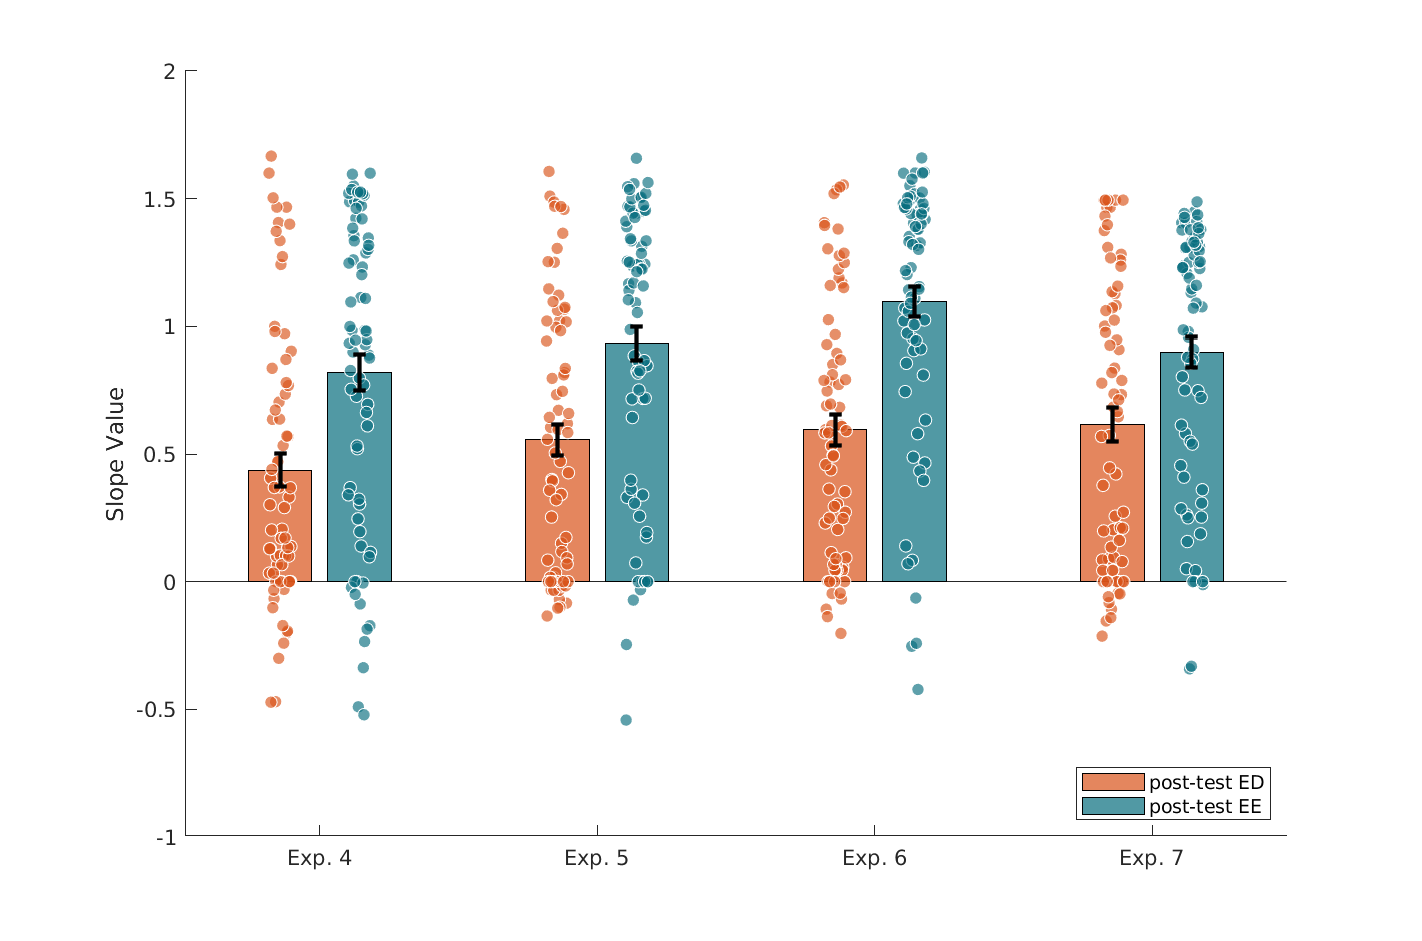 2
1.5
1
0.5
0
-0.5
-1
Slope Value
Exp. 4
Exp. 5
Exp. 6
Exp. 7
post-test ED
post-test EE